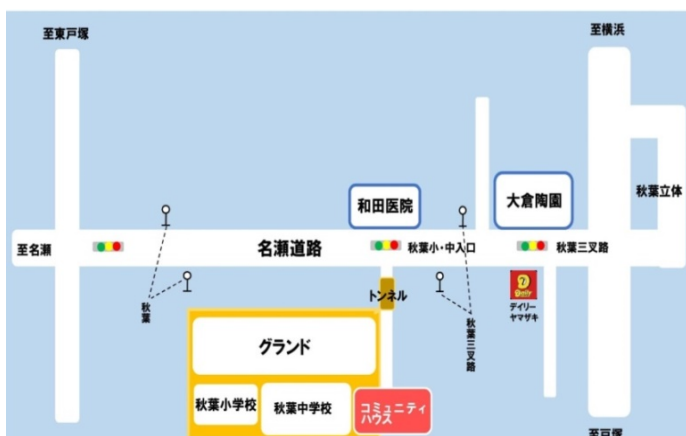 至東戸塚
至横浜
和田医院
大倉陶園
秋葉立体
至名瀬
名瀬道路
秋葉小・中入口
秋葉三叉路
秋葉
トンネル
秋葉三叉路
デイリー
ヤマザキ
グランド
秋葉小学校
秋葉中学校
コミュニティ
ハウス
至戸塚